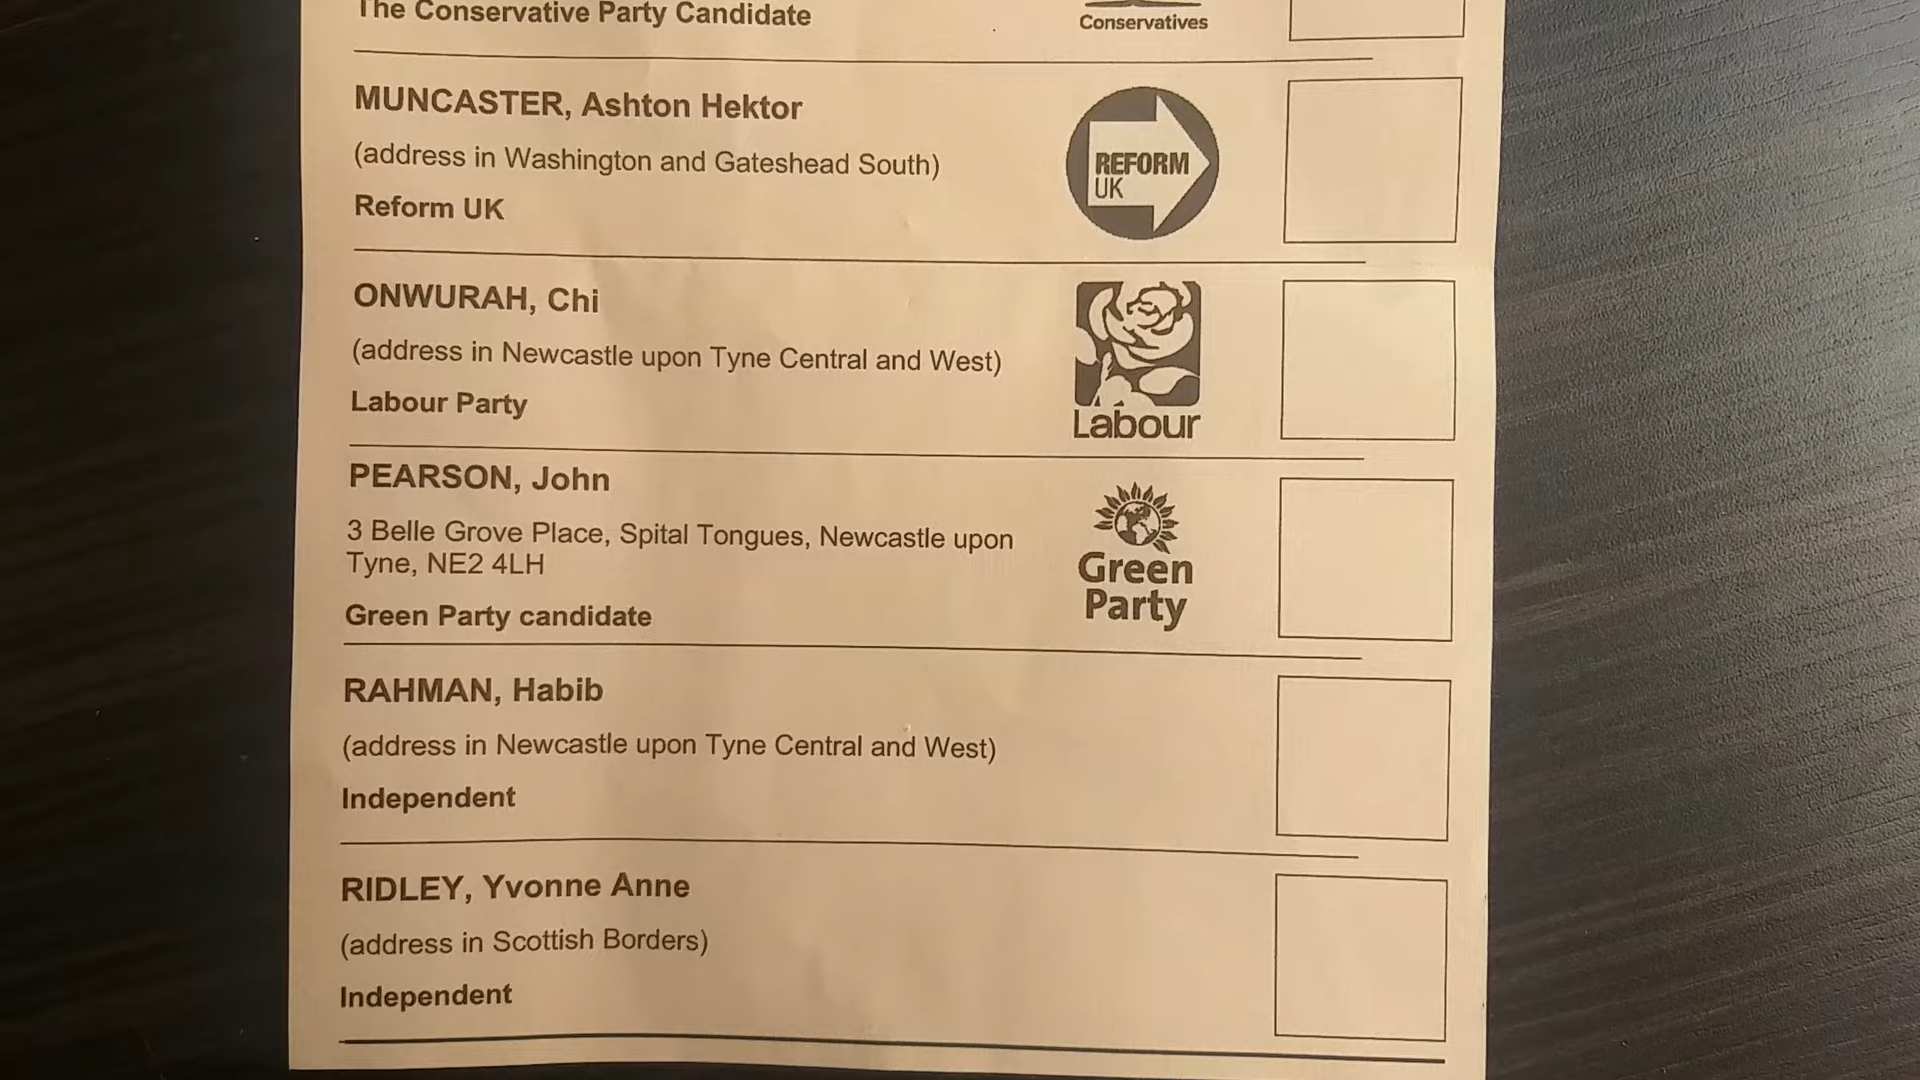 The Conservative Party Candidate
Conservatives
MUNCASTER, Ashton Hektor
(address in Washington and Gateshead South)
Reform UK
REFORM
UK
ONWURAH, Chi
(address in Newcastle upon Tyne Central and West)
Labour Party
Labour
PEARSON, John
3 Belle Grove Place, Spital Tongues, Newcastle upon
Tyne, NE2 4LH
Green Party candidate
Green
Party
RAHMAN, Habib
(address in Newcastle upon Tyne Central and West)
Independent
RIDLEY, Yvonne Anne
(address in Scottish Borders)
Independent